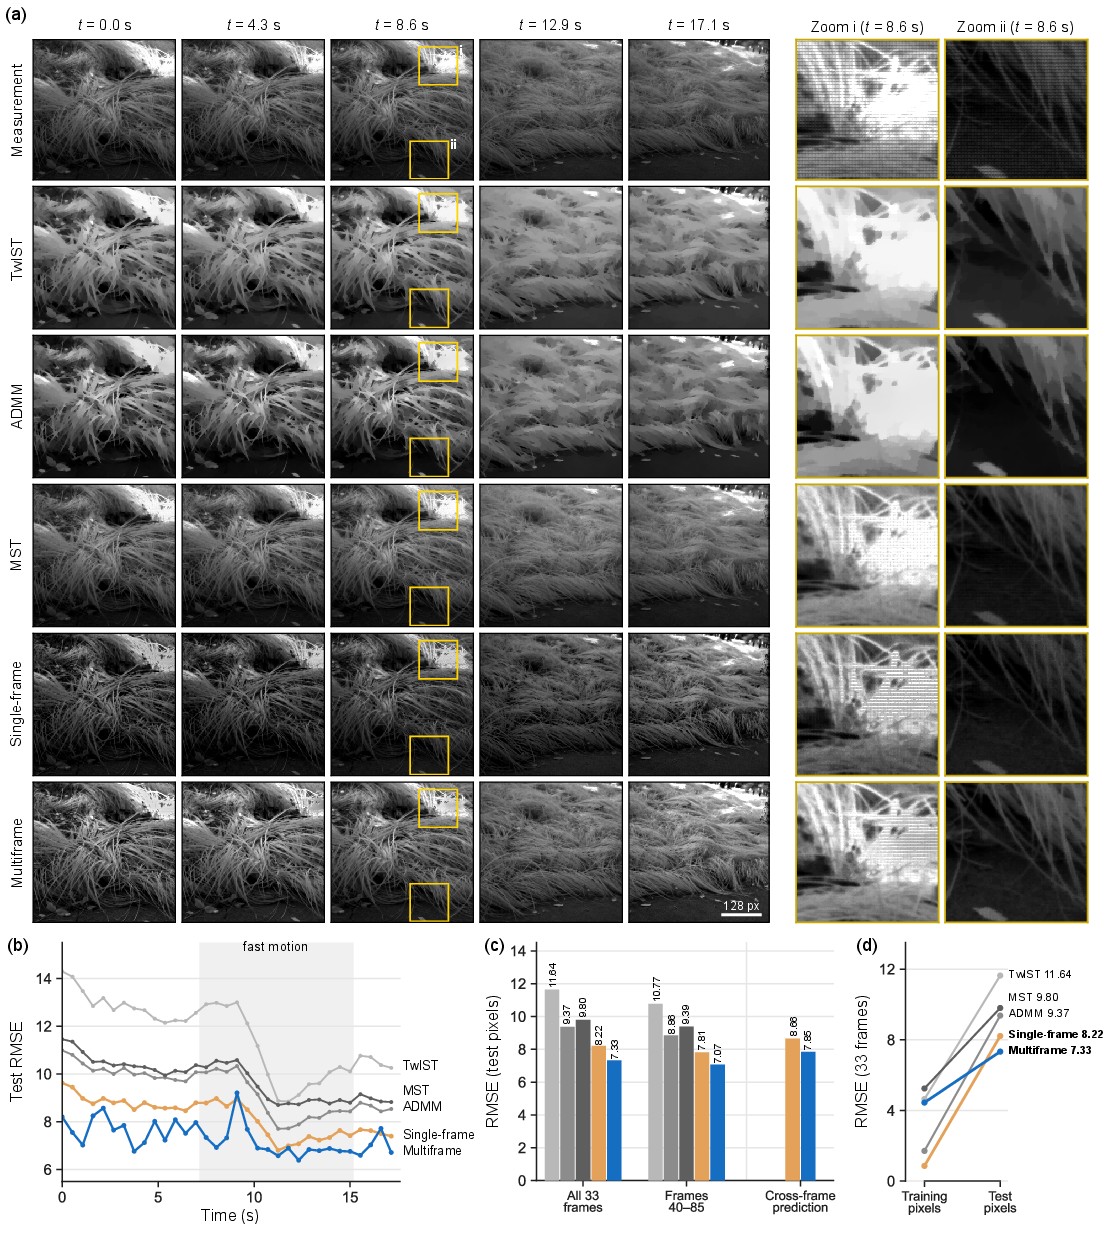 (a)
t = 0.0 s
t = 4.3 s
t = 8.6 s
t = 12.9 s
t = 17.1 s
Zoom i (t = 8.6 s)
Zoom ii (t = 8.6 s)
Measurement
i
ii
TwIST
ADMM
MST
Single-frame
Multiframe
128 px
(b)
fast motion
Test RMSE
14
12
10
8
6
0
5
10
15
Time (s)
TwIST
MST
ADMM
Single-frame
Multiframe
(c)
RMSE (test pixels)
14
12
10
8
6
4
2
0
11.64
9.37
9.80
8.22
7.33
10.77
8.86
9.39
7.81
7.07
8.66
7.85
All 33
frames
Frames
40–85
Cross-frame
prediction
(d)
RMSE (33 frames)
12
8
4
0
TwIST 11.64
MST 9.80
ADMM 9.37
Single-frame 8.22
Multiframe 7.33
Training
pixels
Test
pixels